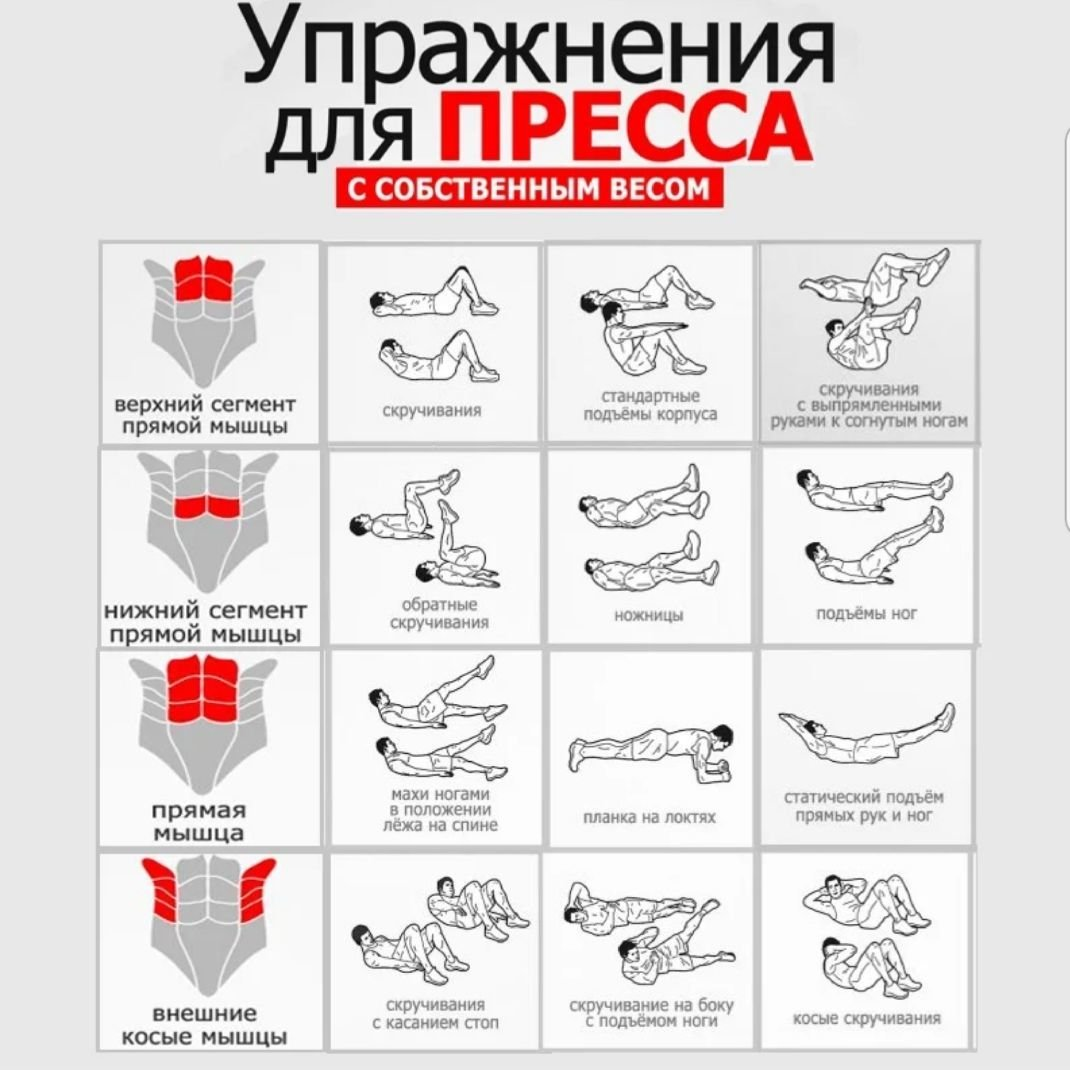 Упражнения
для ПРЕССА
С СОБСТВЕННЫМ ВЕСОМ
верхний сегмент
прямой мышцы
скручивания
стандартные
подъёмы корпуса
скручивания
с выпрямленными
руками к согнутым ногам
нижний сегмент
прямой мышцы
обратные
скручивания
ножницы
подъёмы ног
прямая
мышца
махи ногами
в положении
лёжа на спине
планка на локтях
статический подъём
прямых рук и ног
внешние
косые мышцы
скручивания
с касанием стоп
скручивание на боку
с подъёмом ноги
косые скручивания